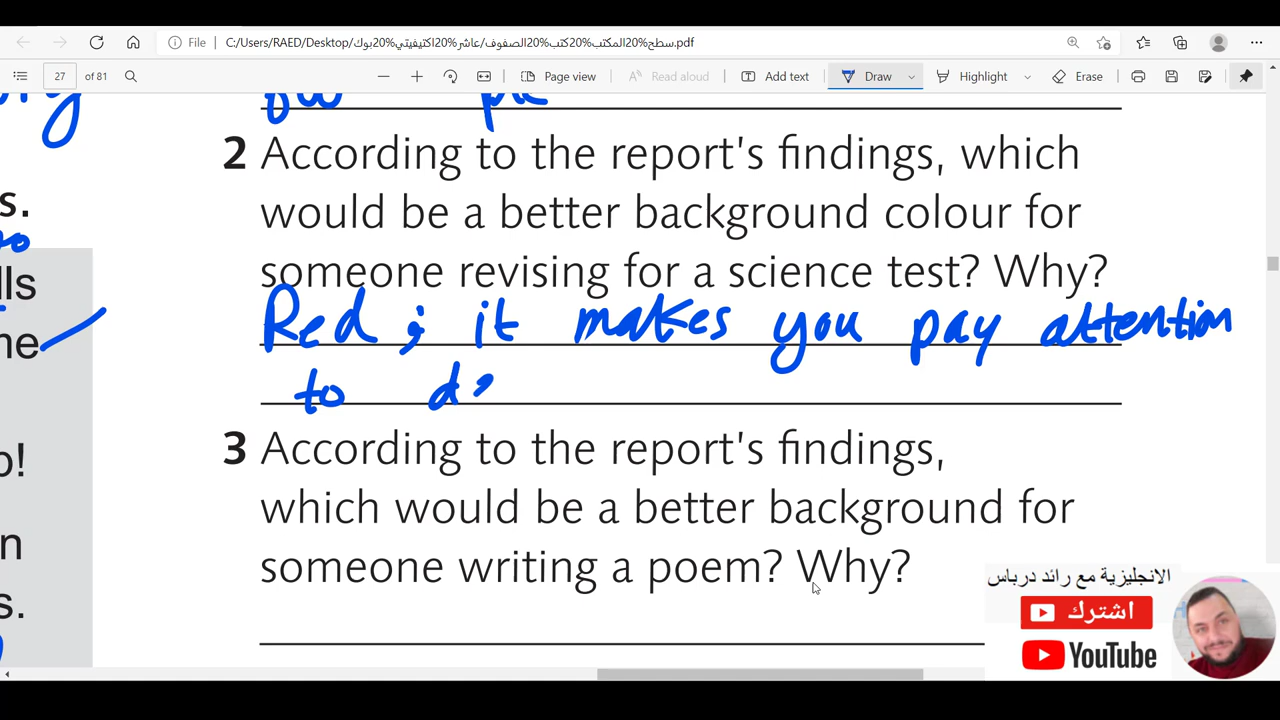 File
C:/Users/RAED/Desktop/سطح%20المكتب%20كتب%20الصفوف/عاشر%20اكتيفيتي%20بوك.pdf
27 of 81
Page view
Read aloud
Add text
Draw
Highlight
Erase
2 According to the report's findings, which
would be a better background colour for
someone revising for a science test? Why?
Red ; it makes you pay attention
to
3 According to the report's findings,
which would be a better background for
someone writing a poem? Why?
s.
lls
ne
o!
n
s.
الانجليزية مع رائد درباس
اشترك
YouTube